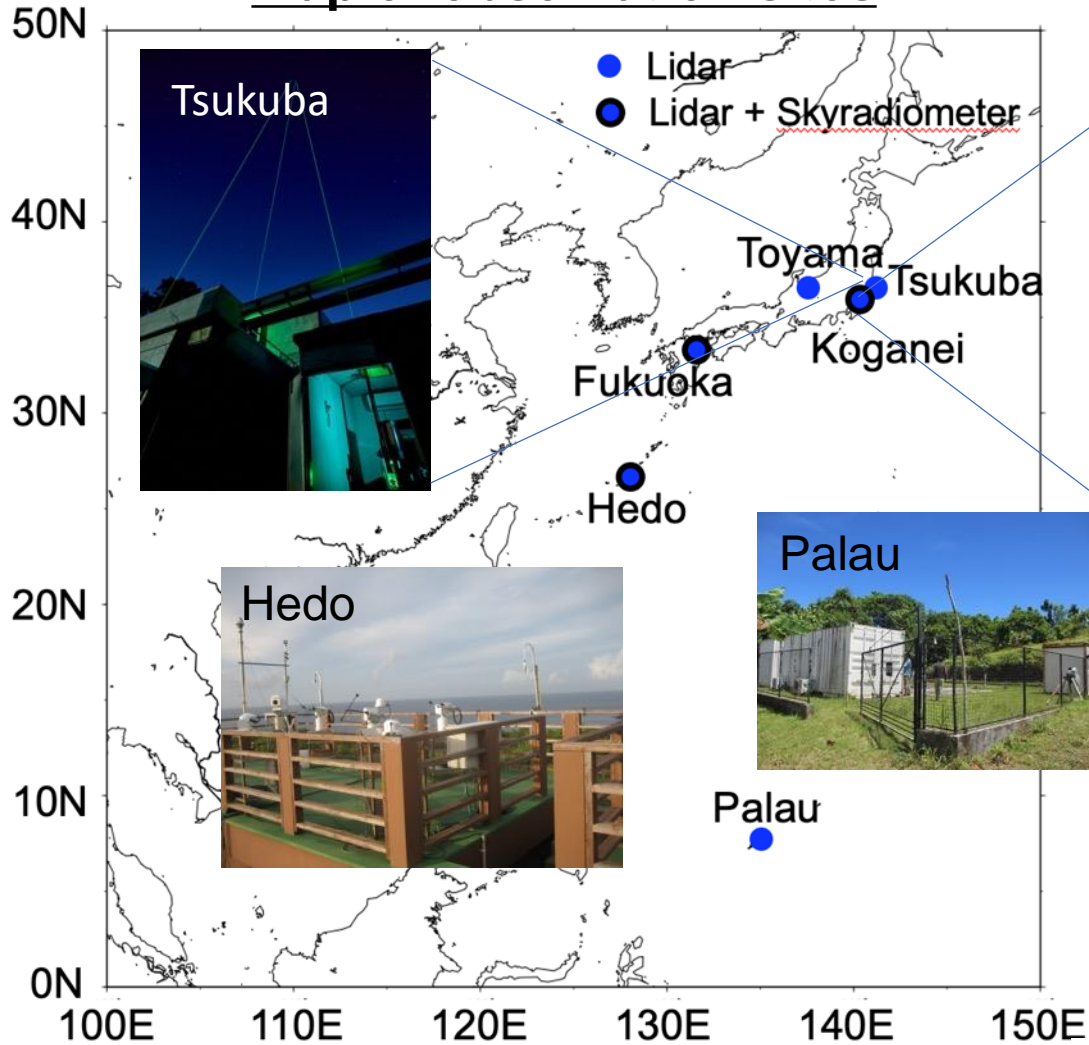 50N
Tsukuba
Lidar
Lidar + Skyradiometer
40N
Toyama
Tsukuba
Koganei
Fukuoka
30N
Hedo
Palau
20N
Hedo
10N
Palau
0N
100E 110E 120E 130E 140E 150E